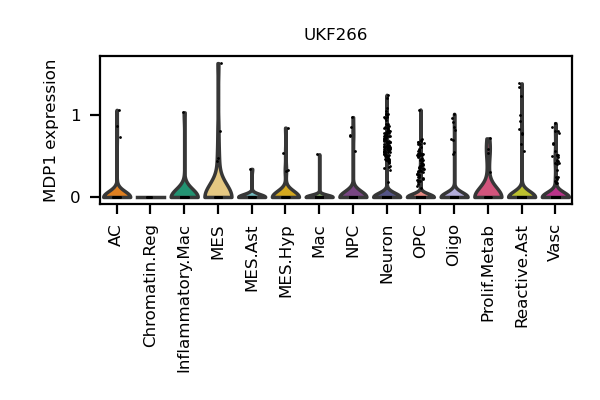 UKF266
MDP1 expression
1
0
AC
Chromatin.Reg
Inflammatory.Mac
MES
MES.Ast
MES.Hyp
Mac
NPC
Neuron
OPC
Oligo
Prolif.Metab
Reactive.Ast
Vasc